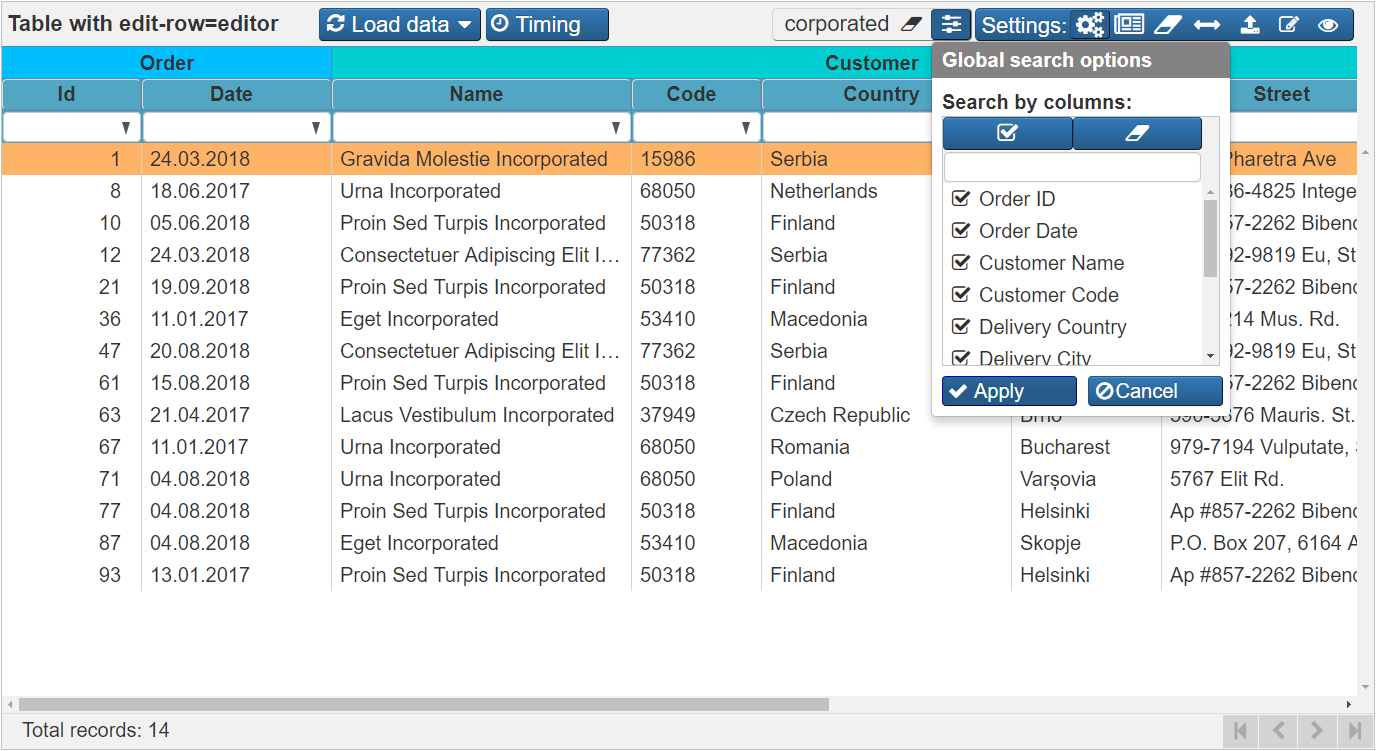 Table with edit-row=editor Load data Timing corporated Settings:
Order Customer
Global search options
Id Date Name Code Country Street
Search by columns:
1 24.03.2018 Gravida Molestie Incorporated 15986 Serbia Pharetra Ave
8 18.06.2017 Urna Incorporated 68050 Netherlands 36-4825 Intege
Order ID
10 05.06.2018 Proin Sed Turpis Incorporated 50318 Finland 57-2262 Bibend
Order Date
12 24.03.2018 Consectetuer Adipiscing Elit I… 77362 Serbia 92-9819 Eu, St
Customer Name
21 19.09.2018 Proin Sed Turpis Incorporated 50318 Finland 57-2262 Bibend
Customer Code
36 11.01.2017 Eget Incorporated 53410 Macedonia 214 Mus. Rd.
Delivery Country
47 20.08.2018 Consectetuer Adipiscing Elit I… 77362 Serbia 92-9819 Eu, St
Delivery City
61 15.08.2018 Proin Sed Turpis Incorporated 50318 Finland 57-2262 Bibend
Apply Cancel
63 21.04.2017 Lacus Vestibulum Incorporated 37949 Czech Republic Brno 590-5876 Mauris. St.
67 11.01.2017 Urna Incorporated 68050 Romania Bucharest 979-7194 Vulputate,
71 04.08.2018 Urna Incorporated 68050 Poland Varșovia 5767 Elit Rd.
77 04.08.2018 Proin Sed Turpis Incorporated 50318 Finland Helsinki Ap #857-2262 Bibend
87 04.08.2018 Eget Incorporated 53410 Macedonia Skopje P.O. Box 207, 6164 A
93 13.01.2017 Proin Sed Turpis Incorporated 50318 Finland Helsinki Ap #857-2262 Bibend
Total records: 14